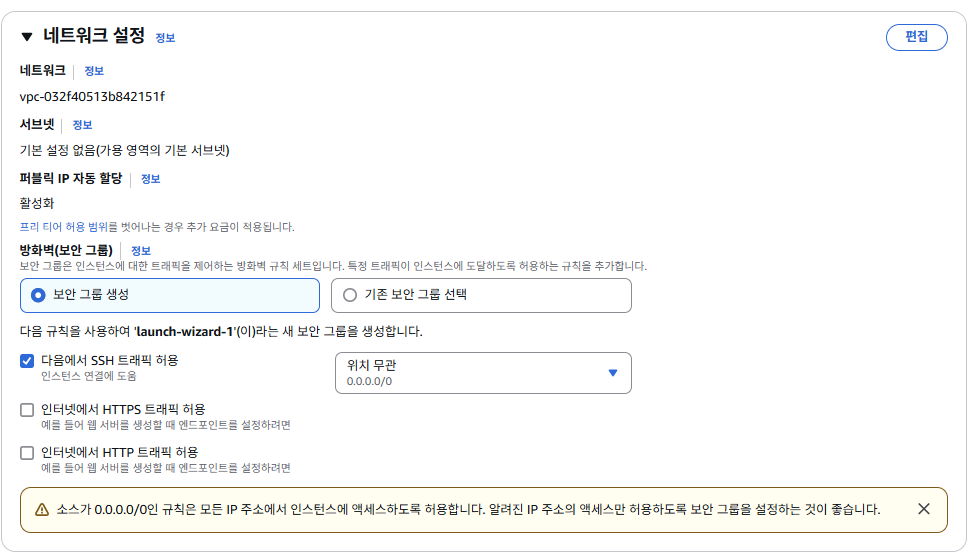 네트워크 설정 정보
편집
네트워크 정보
vpc-032f40513b842151f
서브넷 정보
기본 설정 없음(가용 영역의 기본 서브넷)
퍼블릭 IP 자동 할당 정보
활성화
프리 티어 허용 범위를 벗어나는 경우 추가 요금이 적용됩니다.
방화벽(보안 그룹) 정보
보안 그룹은 인스턴스에 대한 트래픽을 제어하는 방화벽 규칙 세트입니다. 특정 트래픽이 인스턴스에 도달하도록 허용하는 규칙을 추가합니다.
보안 그룹 생성
기존 보안 그룹 선택
다음 규칙을 사용하여 'launch-wizard-1'(이)라는 새 보안 그룹을 생성합니다.
다음에서 SSH 트래픽 허용
인스턴스 연결에 도움
위치 무관
0.0.0.0/0
인터넷에서 HTTPS 트래픽 허용
예를 들어 웹 서버를 생성할 때 엔드포인트를 설정하려면
인터넷에서 HTTP 트래픽 허용
예를 들어 웹 서버를 생성할 때 엔드포인트를 설정하려면
소스가 0.0.0.0/0인 규칙은 모든 IP 주소에서 인스턴스에 액세스하도록 허용합니다. 알려진 IP 주소의 액세스만 허용하도록 보안 그룹을 설정하는 것이 좋습니다.